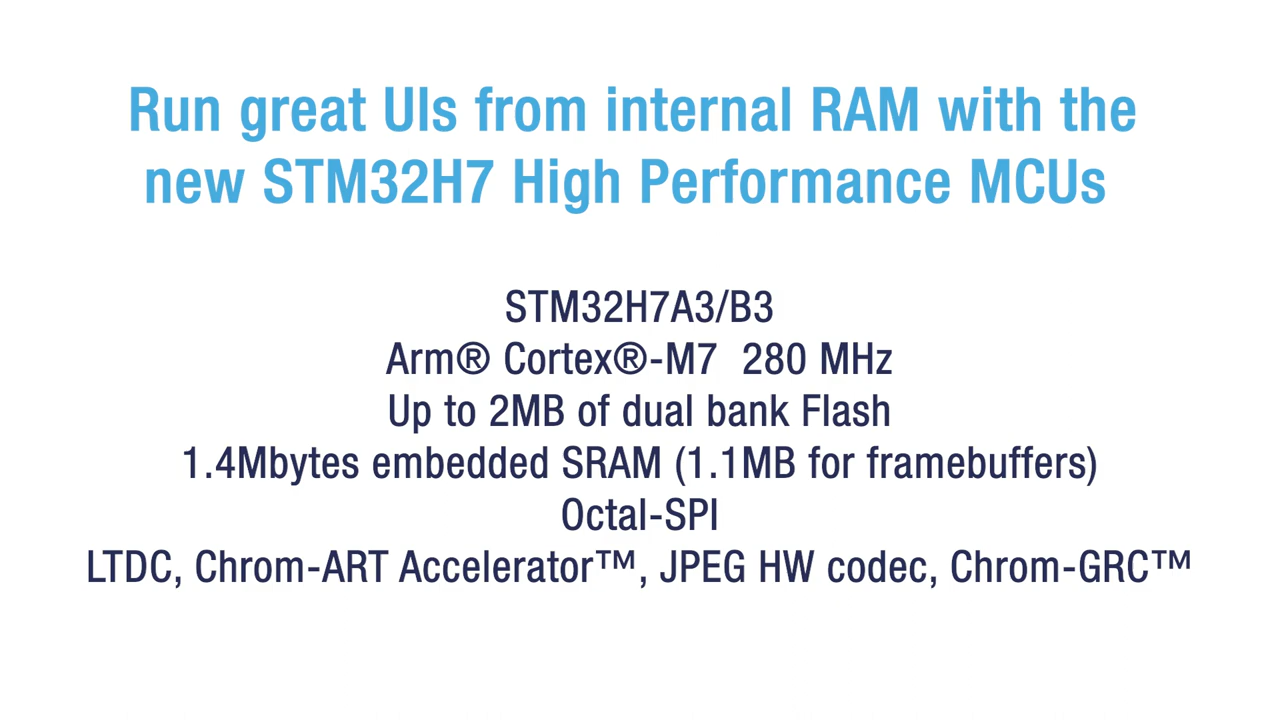 Run great UIs from internal RAM with the
new STM32H7 High Performance MCUs
STM32H7A3/B3
Arm® Cortex®-M7  280 MHz
Up to 2MB of dual bank Flash
1.4Mbytes embedded SRAM (1.1MB for framebuffers)
Octal-SPI
LTDC, Chrom-ART Accelerator™, JPEG HW codec, Chrom-GRC™